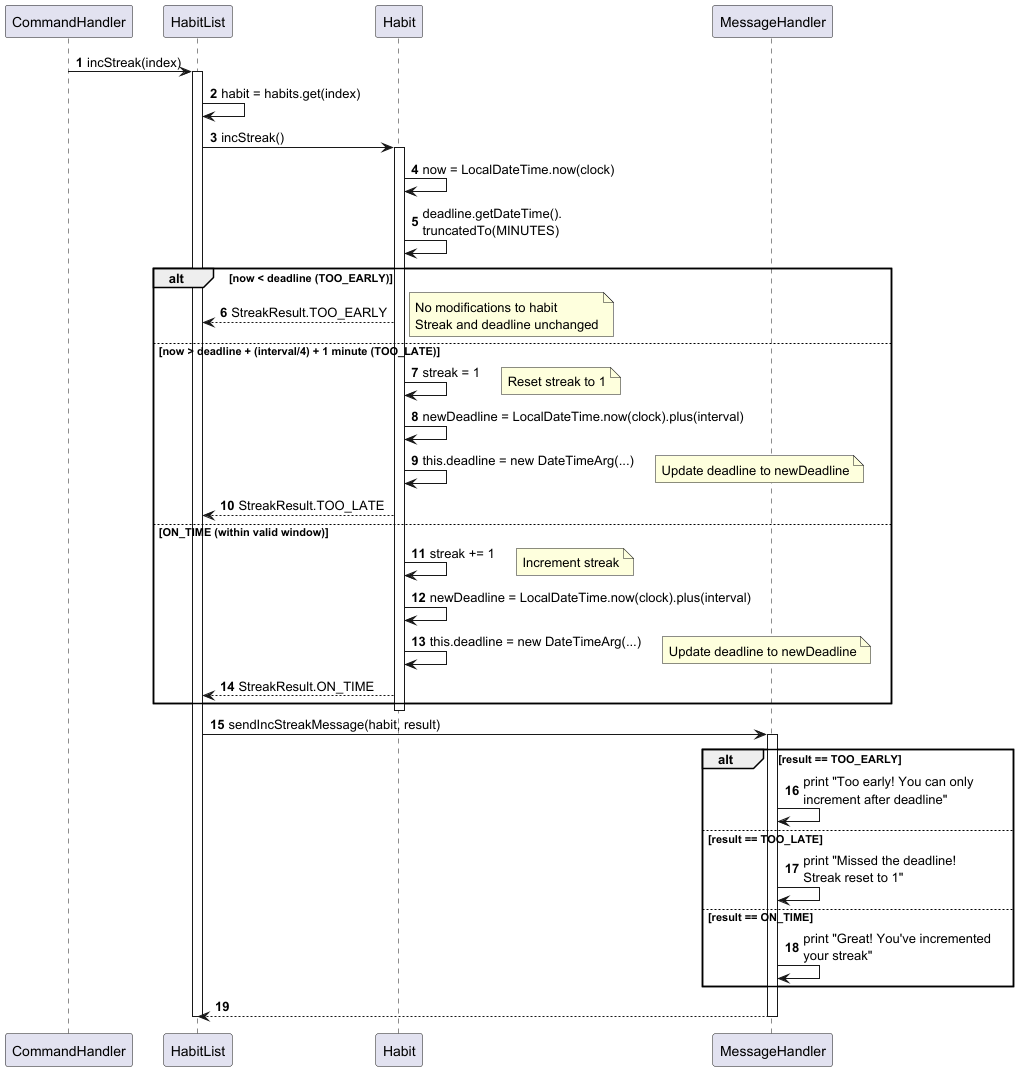 CommandHandler HabitList Habit MessageHandler
1 incStreak(index)
2 habit = habits.get(index)
3 incStreak()
4 now = LocalDateTime.now(clock)
5 deadline.getDateTime().
truncatedTo(MINUTES)
alt [now < deadline (TOO_EARLY)]
6 StreakResult.TOO_EARLY
No modifications to habit
Streak and deadline unchanged
[now > deadline + (interval/4) + 1 minute (TOO_LATE)]
7 streak = 1
Reset streak to 1
8 newDeadline = LocalDateTime.now(clock).plus(interval)
9 this.deadline = new DateTimeArg(...)
Update deadline to newDeadline
10 StreakResult.TOO_LATE
[ON_TIME (within valid window)]
11 streak += 1
Increment streak
12 newDeadline = LocalDateTime.now(clock).plus(interval)
13 this.deadline = new DateTimeArg(...)
Update deadline to newDeadline
14 StreakResult.ON_TIME
15 sendIncStreakMessage(habit, result)
alt [result == TOO_EARLY]
16 print "Too early! You can only
increment after deadline"
[result == TOO_LATE]
17 print "Missed the deadline!
Streak reset to 1"
[result == ON_TIME]
18 print "Great! You've incremented
your streak"
19
CommandHandler HabitList Habit MessageHandler